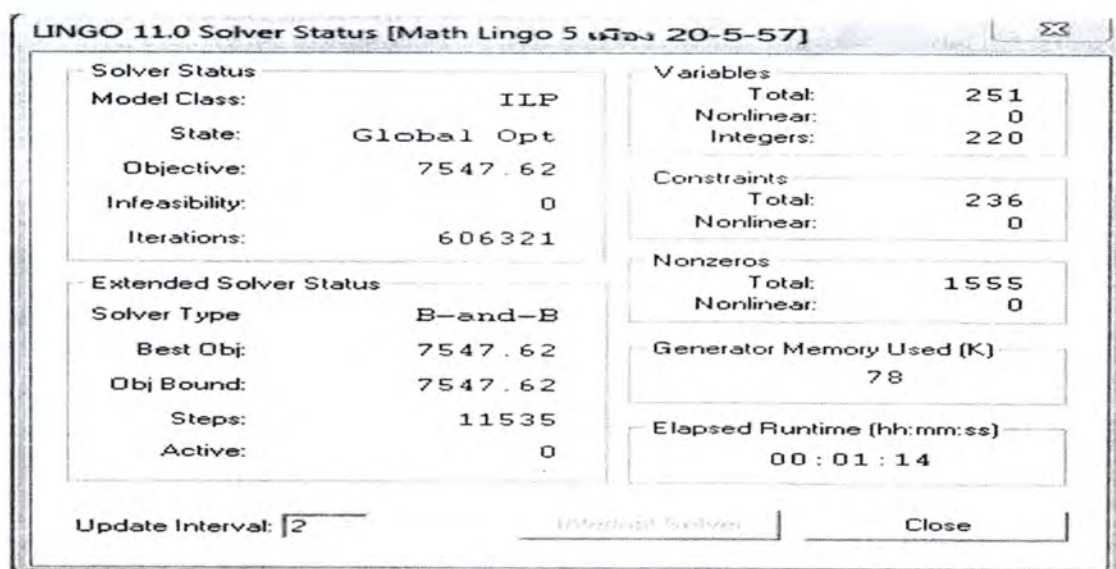 LINGO 11.0 Solver Status [Math Lingo 5 เมือง 20-5-57]
Solver Status
Model Class: ILP
State: Global Opt
Objective: 7547.62
Infeasibility: 0
Iterations: 606321
Extended Solver Status
Solver Type B-and-B
Best Obj: 7547.62
Obj Bound: 7547.62
Steps: 11535
Active: 0
Update Interval: 2
Variables
Total: 251
Nonlinear: 0
Integers: 220
Constraints
Total: 236
Nonlinear: 0
Nonzeros
Total: 1555
Nonlinear: 0
Generator Memory Used (K)
78
Elapsed Runtime (hh:mm:ss)
00:01:14
Interrupt Solver
Close